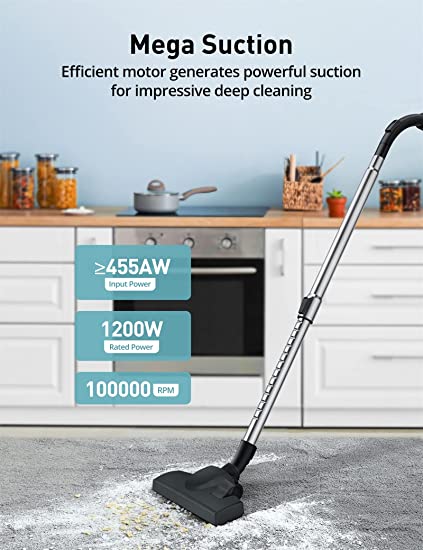 Mega Suction
Efficient motor generates powerful suction
for impressive deep cleaning
≥455AW
Input Power
1200W
Rated Power
100000 RPM